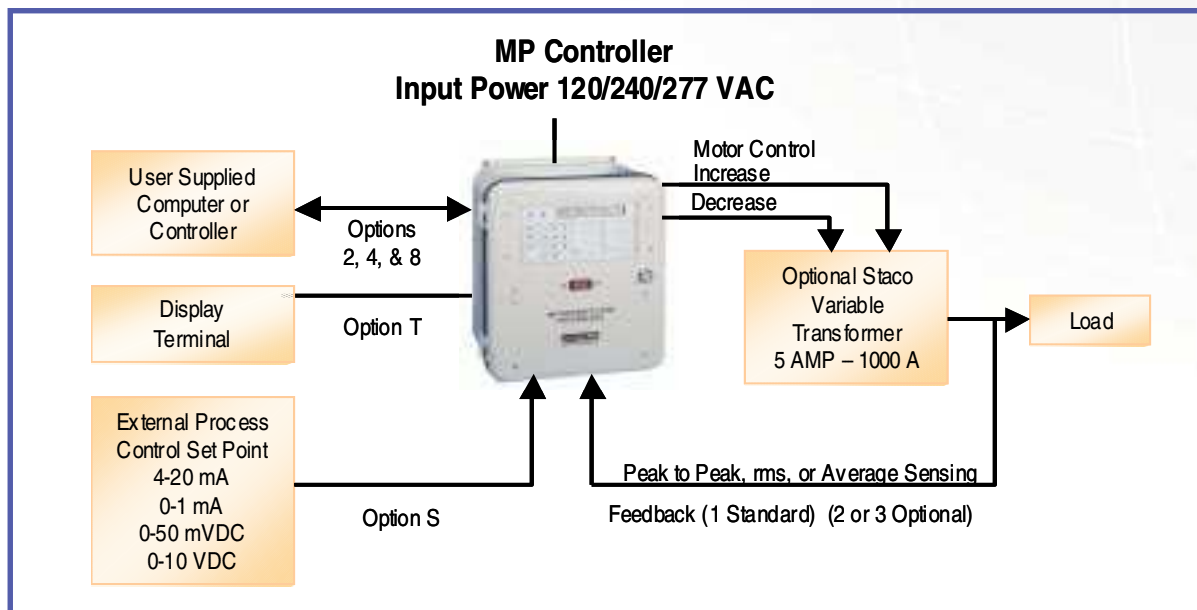 MP Controller
Input Power 120/240/277 VAC
User Supplied
Computer or
Controller
Options
2, 4, & 8
Motor Control
Increase
Decrease
Display
Terminal
Option T
Optional Staco
Variable
Transformer
5 AMP – 1000 A
Load
External Process
Control Set Point
4-20 mA
0-1 mA
0-50 mVDC
0-10 VDC
Option S
Peak to Peak, rms, or Average Sensing
Feedback (1 Standard) (2 or 3 Optional)